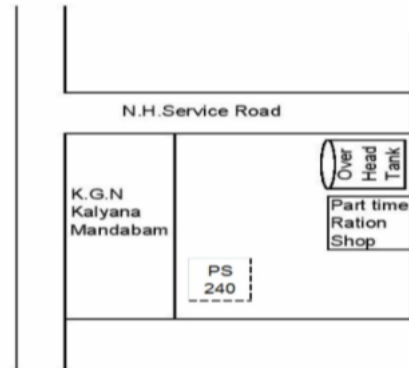 N.H.Service Road
Over
Head
Tank
K.G.N
Kalyana
Mandabam
Part time
Ration
Shop
PS
240